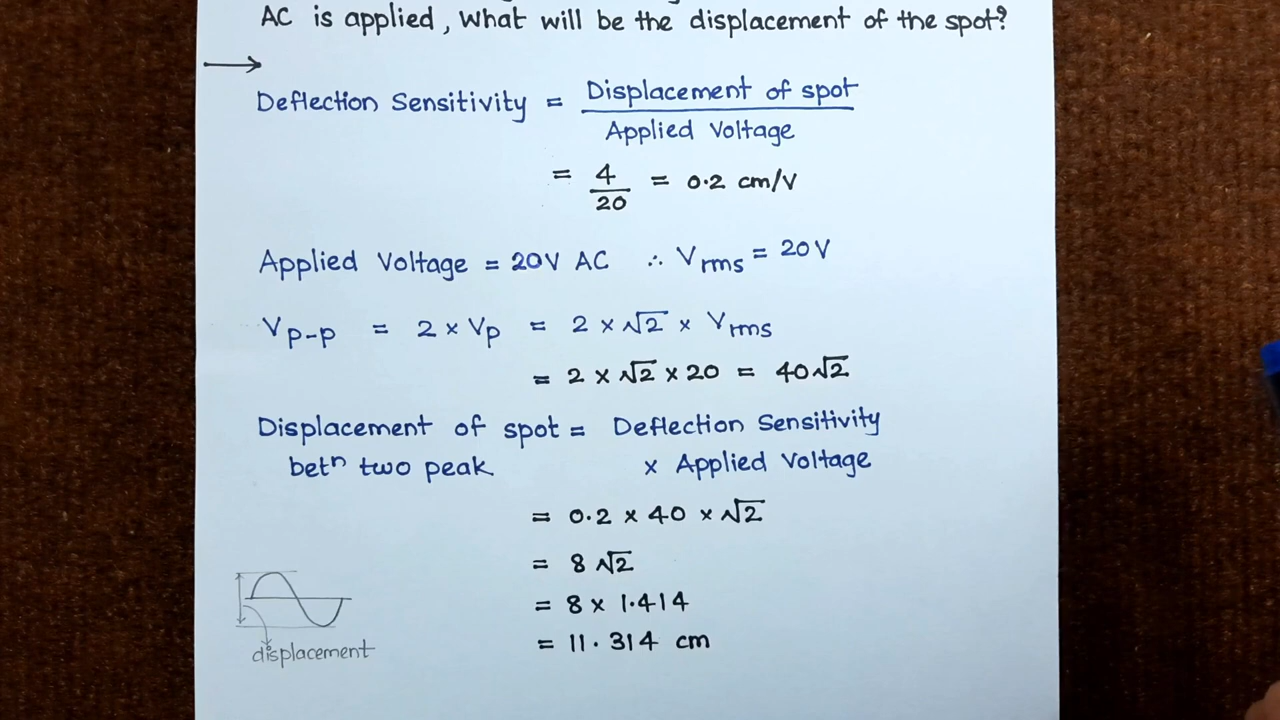 AC is applied, What will be the displacement of the spot?
→
Deflection Sensitivity = Displacement of spot / Applied Voltage
= 4 / 20 = 0.2 cm/V
Applied Voltage = 20V AC ∴ Vrms = 20V
Vp-p = 2 × Vp = 2 × √2 × Vrms
= 2 × √2 × 20 = 40√2
Displacement of spot = Deflection Sensitivity
betⁿ two peak × Applied Voltage
= 0.2 × 40 × √2
= 8√2
= 8 × 1.414
= 11.314 cm
displacement